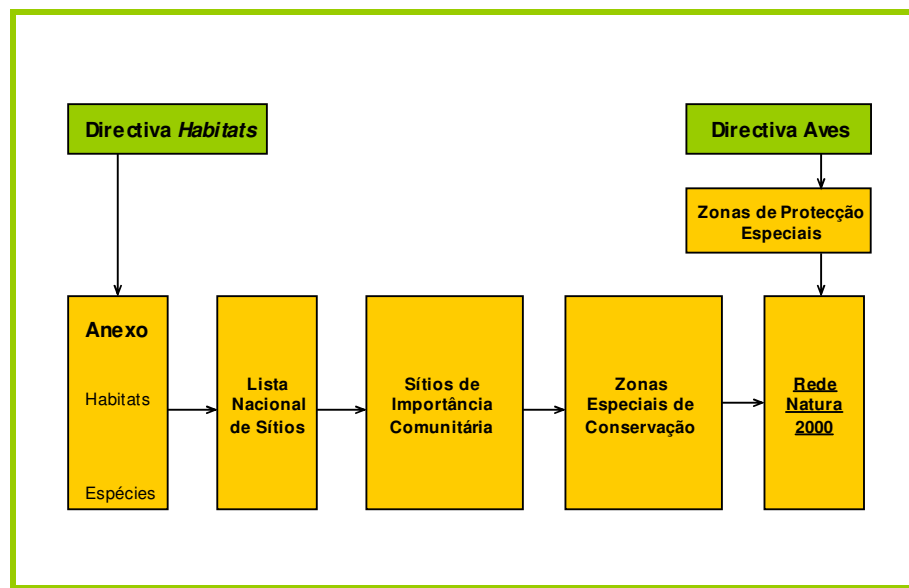 Directiva Habitats
Directiva Aves
Zonas de Protecção
Especiais
Anexo
Habitats
Espécies
Lista
Nacional
de Sítios
Sítios de
Importância
Comunitária
Zonas
Especiais de
Conservação
Rede
Natura
2000